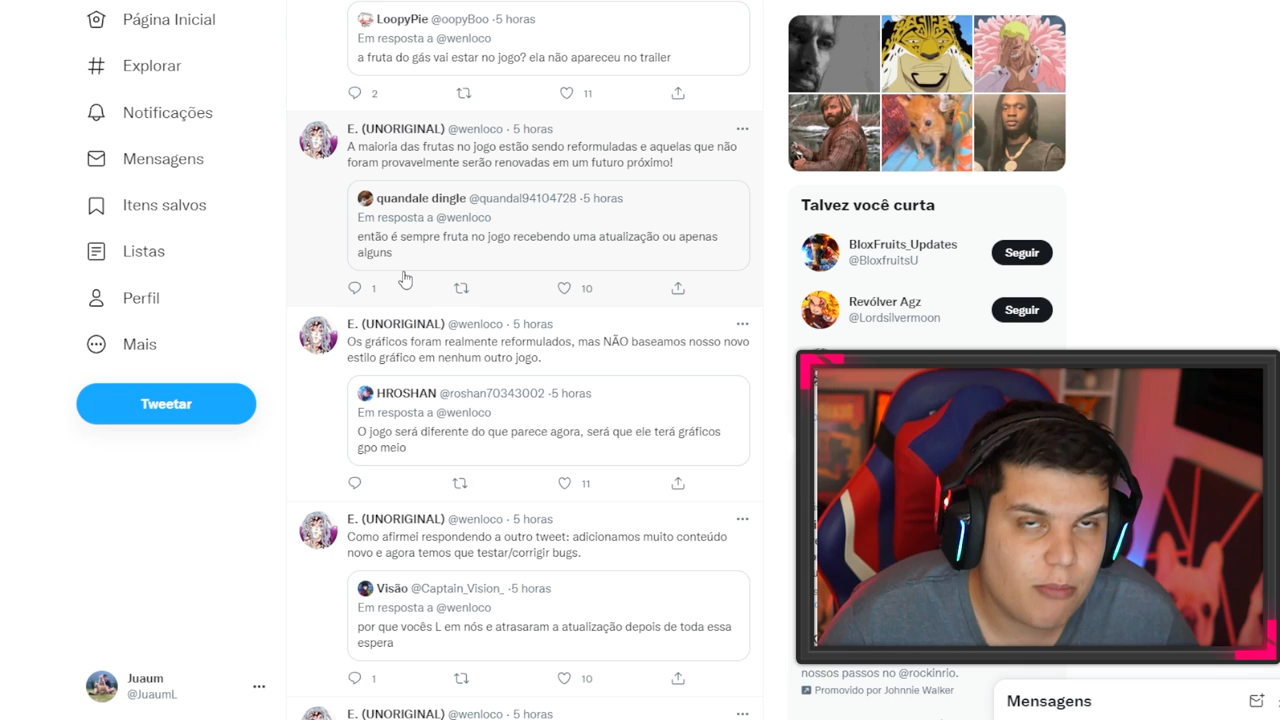 Página Inicial
Explorar
Notificações
Mensagens
Itens salvos
Listas
Perfil
Mais
Tweetar
Juaum
@JuaumL
LoopyPie @oopyBoo ·5 horas
Em resposta a @wenloco
a fruta do gás vai estar no jogo? ela não apareceu no trailer
2
11
E. (UNORIGINAL) @wenloco · 5 horas
A maioria das frutas no jogo estão sendo reformuladas e aquelas que não
foram provavelmente serão renovadas em um futuro próximo!
quandale dingle @quandal94104728 ·5 horas
Em resposta a @wenloco
então é sempre fruta no jogo recebendo uma atualização ou apenas
alguns
1
10
E. (UNORIGINAL) @wenloco · 5 horas
Os gráficos foram realmente reformulados, mas NÃO baseamos nosso novo
estilo gráfico em nenhum outro jogo.
HROSHAN @roshan70343002 ·5 horas
Em resposta a @wenloco
O jogo será diferente do que parece agora, será que ele terá gráficos
gpo meio
11
E. (UNORIGINAL) @wenloco · 5 horas
Como afirmei respondendo a outro tweet: adicionamos muito conteúdo
novo e agora temos que testar/corrigir bugs.
Visão @Captain_Vision_ ·5 horas
Em resposta a @wenloco
por que vocês L em nós e atrasaram a atualização depois de toda essa
espera
1
10
E. (UNORIGINAL) @wenloco · 5 horas
Talvez você curta
BloxFruits_Updates
@BloxfruitsU
Seguir
Revólver Agz
@Lordsilvermoon
Seguir
nossos passos no @rockinrio.
Promovido por Johnnie Walker
Mensagens